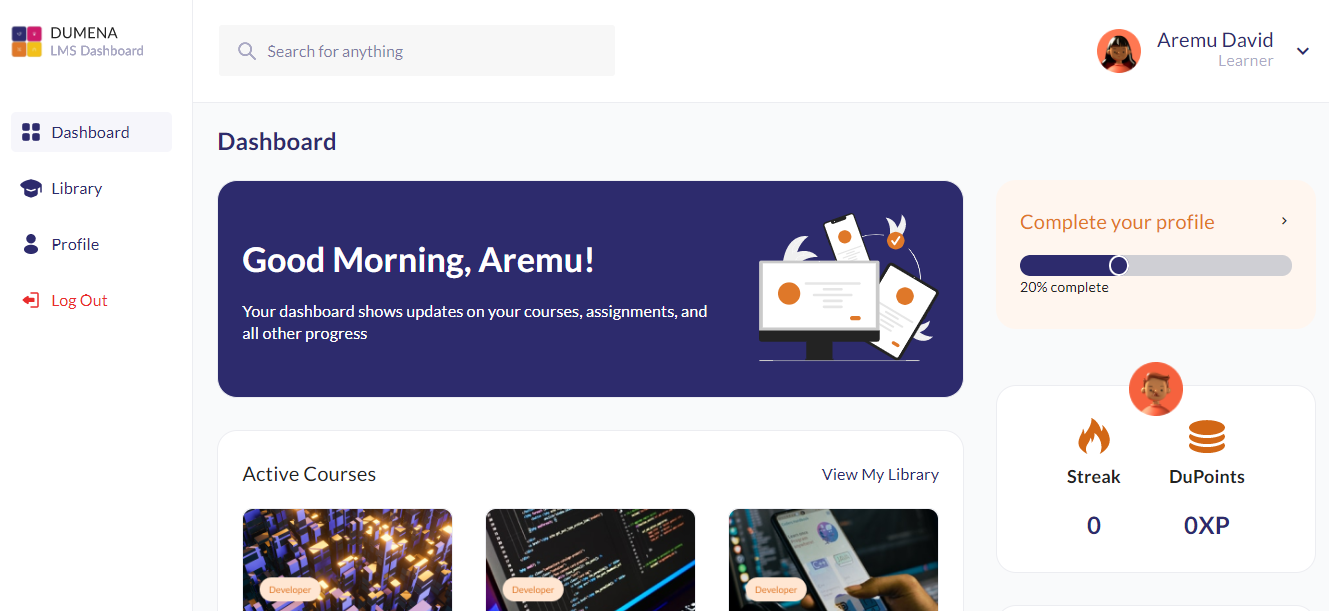 DUMENA
LMS Dashboard
Search for anything
Aremu David
Learner
Dashboard
Library
Profile
Log Out
Dashboard
Good Morning, Aremu!
Your dashboard shows updates on your courses, assignments, and
all other progress
Complete your profile
20% complete
Streak
DuPoints
0
0XP
Active Courses
View My Library
Developer
Developer
Developer